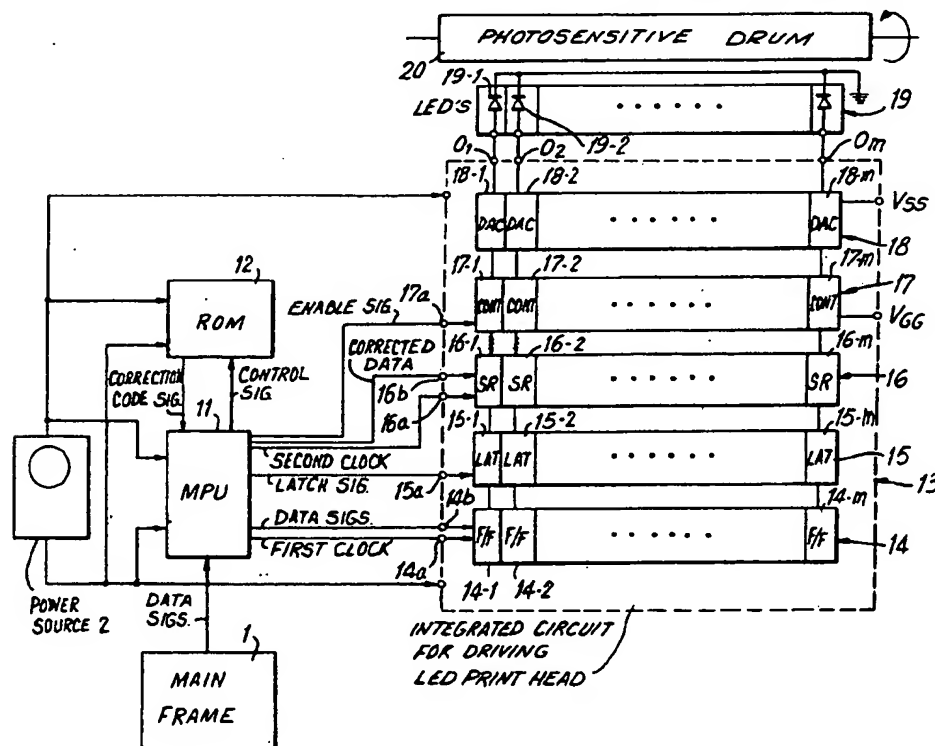 PHOTOSENSITIVE DRUM
20
19-1
LED'S
19
19-2
O1
O2
Om
18-1
18-2
18-m
VSS
DAC DAC DAC
18
12
17-1
17-2
17-m
ROM
ENABLE SIG.
17a
CONT CONT CONT
17
VGG
CORRECTED DATA
16-1
16-2
16-m
CORRECTION CODE SIG.
CONTROL SIG.
16b
SR SR SR
16
16a
11
15-1
15-2
15-m
SECOND CLOCK
LAT LAT LAT
15
MPU
LATCH SIG.
15a
13
14b
14-m
DATA SIGS.
F/F F/F F/F
14
FIRST CLOCK
14a
14-1
14-2
POWER SOURCE 2
DATA SIGS.
INTEGRATED CIRCUIT
FOR DRIVING
LED PRINT HEAD
1
MAIN
FRAME